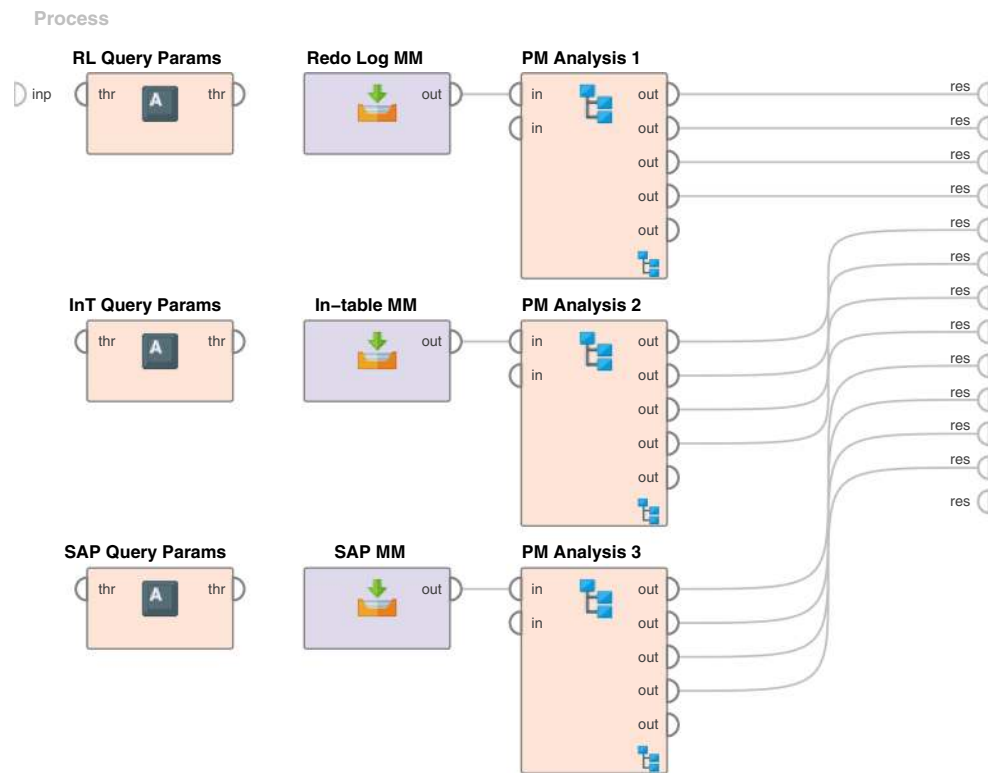 Process
RL Query Params
Redo Log MM
PM Analysis 1
inp
thr thr
out
in out
res
in out
res
out
res
out
res
out
res
res
InT Query Params
In-table MM
PM Analysis 2
res
thr thr
out
in out
res
in out
res
out
res
out
res
out
res
res
SAP Query Params
SAP MM
PM Analysis 3
thr thr
out
in out
in out
out
out
out